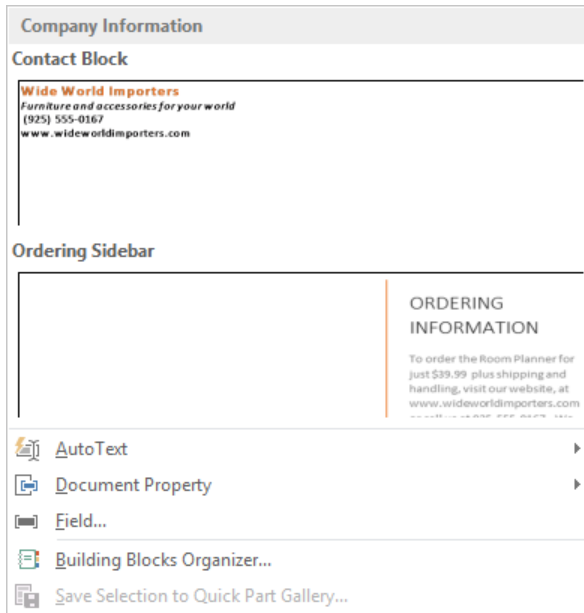 Company Information
Contact Block
Wide World Importers
Furniture and accessories for your world
(925) 555-0167
www.wideworldimporters.com
Ordering Sidebar
ORDERING
INFORMATION
To order the Room Planner for
just $39.99 plus shipping and
handling, visit our website, at
www.wideworldimporters.com
AutoText
Document Property
Field...
Building Blocks Organizer...
Save Selection to Quick Part Gallery...